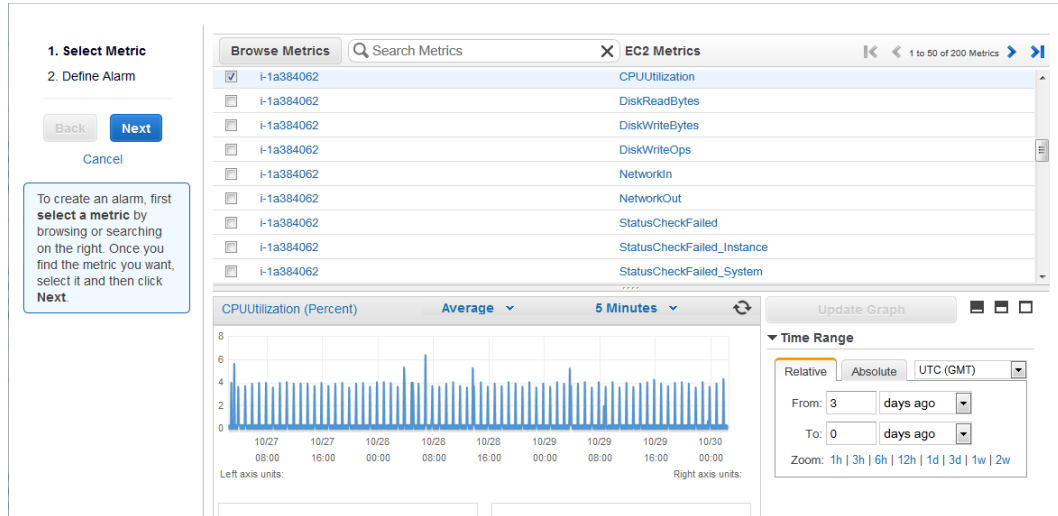 1. Select Metric
2. Define Alarm
Back Next
Cancel
To create an alarm, first
select a metric by
browsing or searching
on the right. Once you
find the metric you want,
select it and then click
Next.
Browse Metrics Search Metrics EC2 Metrics 1 to 50 of 200 Metrics
i-1a384062 CPUUtilization
i-1a384062 DiskReadBytes
i-1a384062 DiskWriteBytes
i-1a384062 DiskWriteOps
i-1a384062 NetworkIn
i-1a384062 NetworkOut
i-1a384062 StatusCheckFailed
i-1a384062 StatusCheckFailed_Instance
i-1a384062 StatusCheckFailed_System
CPUUtilization (Percent) Average 5 Minutes
8
6
4
2
0
10/27 10/27 10/28 10/28 10/28 10/29 10/29 10/29 10/30
08:00 16:00 00:00 08:00 16:00 00:00 08:00 16:00 00:00
Left axis units: Right axis units:
Update Graph
Time Range
Relative Absolute UTC (GMT)
From: 3 days ago
To: 0 days ago
Zoom: 1h | 3h | 6h | 12h | 1d | 3d | 1w | 2w